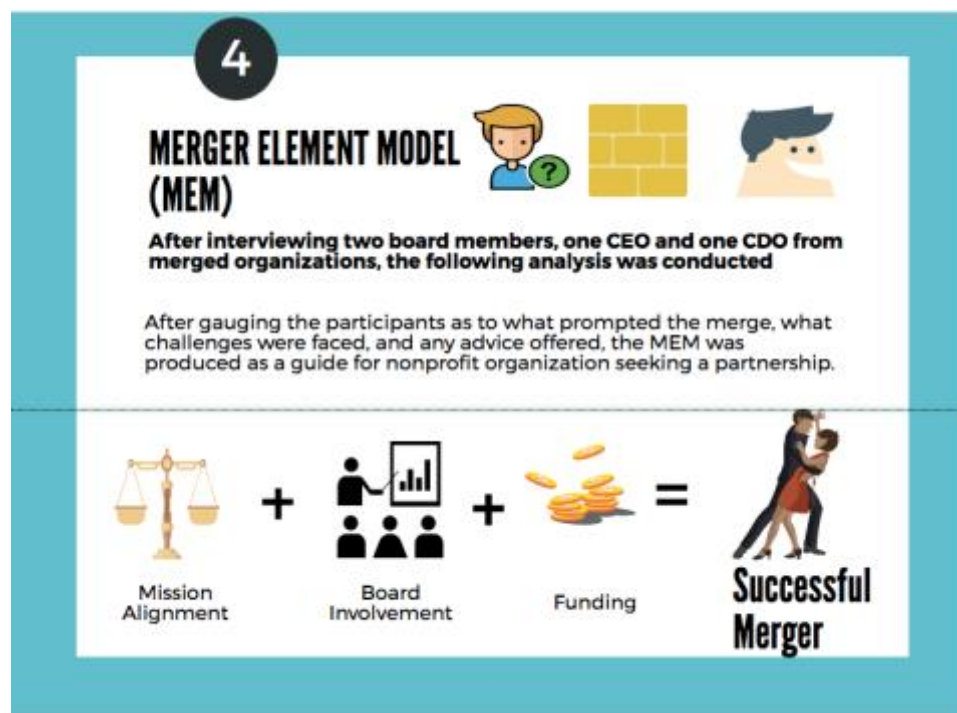 4
MERGER ELEMENT MODEL
(MEM)
?
After interviewing two board members, one CEO and one CDO from
merged organizations, the following analysis was conducted
After gauging the participants as to what prompted the merge, what
challenges were faced, and any advice offered, the MEM was
produced as a guide for nonprofit organization seeking a partnership.
+
+
=
Mission
Alignment
Board
Involvement
Funding
Successful
Merger